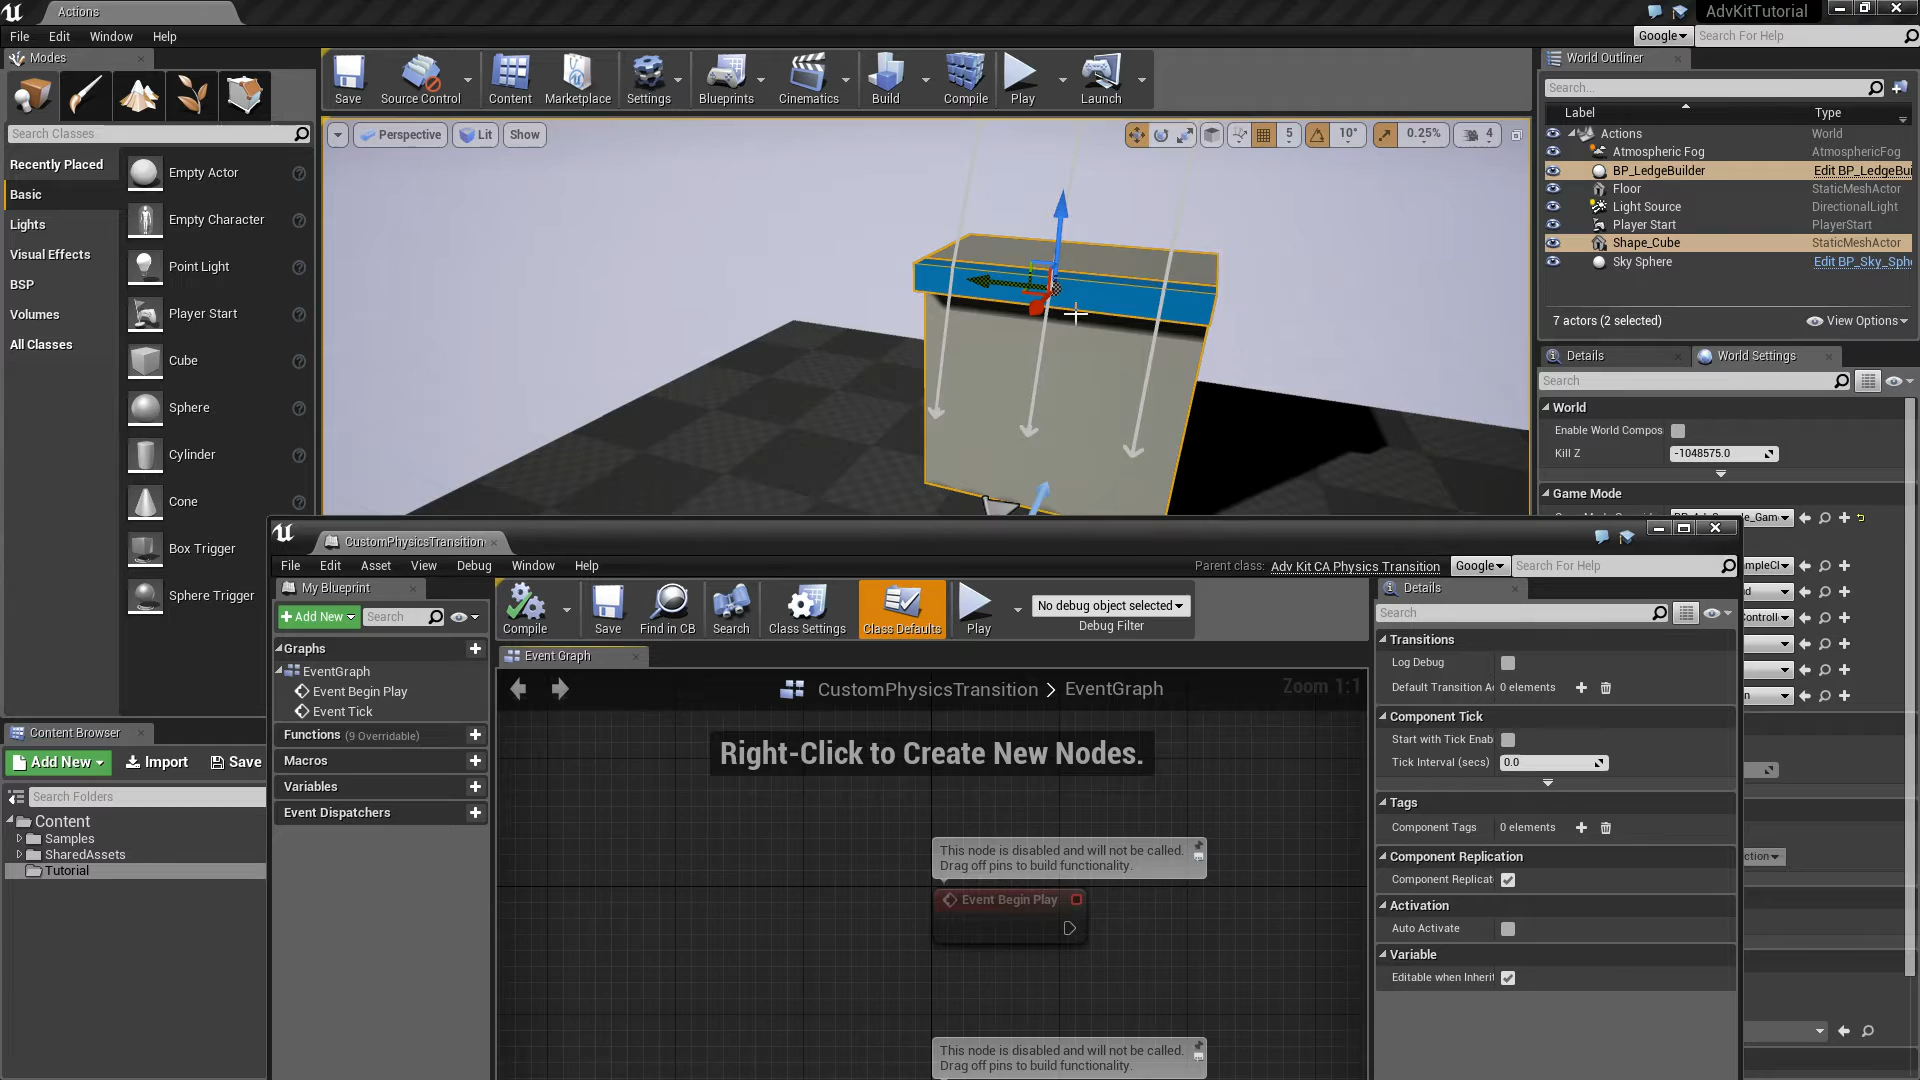 Actions
AdvKitTutorial
File Edit Window Help
Google
Search For Help
Modes
Search Classes
Recently Placed
Basic
Lights
Visual Effects
BSP
Volumes
All Classes
Empty Actor
Empty Character
Point Light
Player Start
Cube
Sphere
Cylinder
Cone
Box Trigger
Sphere Trigger
Save
Source Control
Content
Marketplace
Settings
Blueprints
Cinematics
Build
Compile
Play
Launch
Perspective
Lit
Show
5
10°
0.25%
4
World Outliner
Search...
Label Type
Actions World
Atmospheric Fog AtmosphericFog
BP_LedgeBuilder Edit BP_LedgeBui
Floor StaticMeshActor
Light Source DirectionalLight
Player Start PlayerStart
Shape_Cube StaticMeshActor
Sky Sphere Edit BP_Sky_Sphe
7 actors (2 selected)
View Options
Details
World Settings
Search
World
Enable World Compos
Kill Z -1048575.0
Game Mode
Content Browser
Add New
Import
Save
Search Folders
Content
Samples
SharedAssets
Tutorial
CustomPhysicsTransition
File Edit Asset View Debug Window Help
Parent class: Adv Kit CA Physics Transition
Google
Search For Help
My Blueprint
Add New
Search
Graphs
EventGraph
Event Begin Play
Event Tick
Functions (9 Overridable)
Macros
Variables
Event Dispatchers
Compile
Save
Find in CB
Search
Class Settings
Class Defaults
Play
No debug object selected
Debug Filter
Event Graph
CustomPhysicsTransition > EventGraph
Zoom 1:1
Right-Click to Create New Nodes.
This node is disabled and will not be called.
Drag off pins to build functionality.
Event Begin Play
This node is disabled and will not be called.
Drag off pins to build functionality.
Details
Search
Transitions
Log Debug
Default Transition Ac 0 elements
Component Tick
Start with Tick Enab
Tick Interval (secs) 0.0
Tags
Component Tags 0 elements
Component Replication
Component Replicat
Activation
Auto Activate
Variable
Editable when Inherit